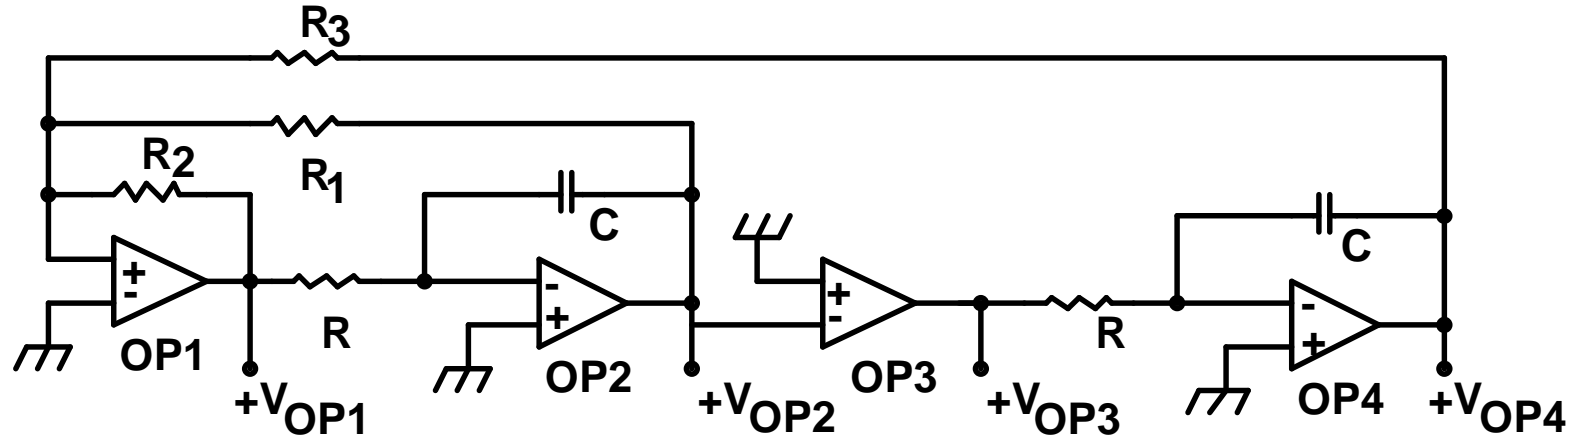 R3
R2
R1
C
C
+
-
-
+
+
-
-
+
R
R
OP1
OP2
OP3
OP4
+VOP1
+VOP2
+VOP3
+VOP4